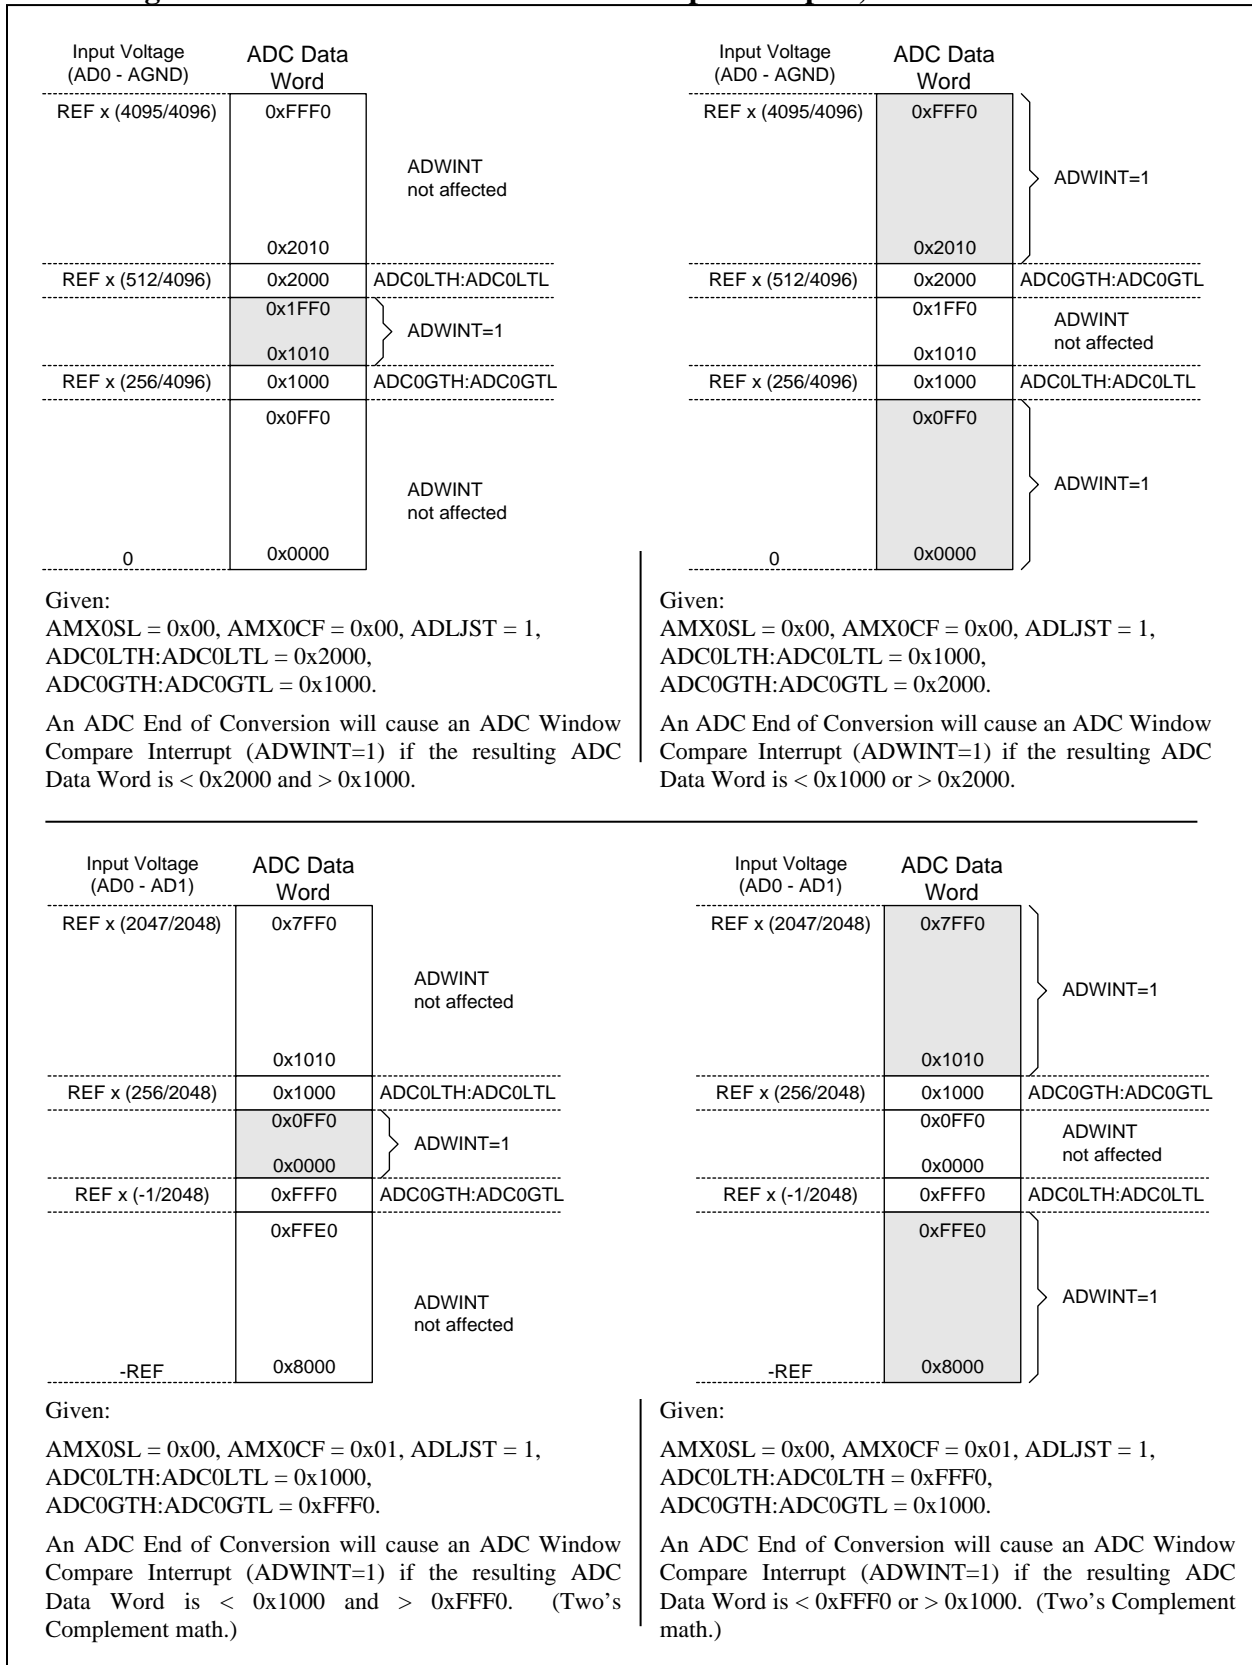 Input Voltage
(AD0 - AGND)
ADC Data
Word
REF x (4095/4096)
0xFFF0
ADWINT
not affected
0x2010
REF x (512/4096)
0x2000
ADC0LTH:ADC0LTL
0x1FF0
ADWINT=1
0x1010
REF x (256/4096)
0x1000
ADC0GTH:ADC0GTL
0x0FF0
ADWINT
not affected
0
0x0000
Given:
AMX0SL = 0x00, AMX0CF = 0x00, ADLJST = 1,
ADC0LTH:ADC0LTL = 0x2000,
ADC0GTH:ADC0GTL = 0x1000.
An ADC End of Conversion will cause an ADC Window
Compare Interrupt (ADWINT=1) if the resulting ADC
Data Word is < 0x2000 and > 0x1000.
Input Voltage
(AD0 - AGND)
ADC Data
Word
REF x (4095/4096)
0xFFF0
ADWINT=1
0x2010
REF x (512/4096)
0x2000
ADC0GTH:ADC0GTL
0x1FF0
ADWINT
not affected
0x1010
REF x (256/4096)
0x1000
ADC0LTH:ADC0LTL
0x0FF0
ADWINT=1
0
0x0000
Given:
AMX0SL = 0x00, AMX0CF = 0x00, ADLJST = 1,
ADC0LTH:ADC0LTL = 0x1000,
ADC0GTH:ADC0GTL = 0x2000.
An ADC End of Conversion will cause an ADC Window
Compare Interrupt (ADWINT=1) if the resulting ADC
Data Word is < 0x1000 or > 0x2000.
Input Voltage
(AD0 - AD1)
ADC Data
Word
REF x (2047/2048)
0x7FF0
ADWINT
not affected
0x1010
REF x (256/2048)
0x1000
ADC0LTH:ADC0LTL
0x0FF0
ADWINT=1
0x0000
REF x (-1/2048)
0xFFF0
ADC0GTH:ADC0GTL
0xFFE0
ADWINT
not affected
-REF
0x8000
Given:
AMX0SL = 0x00, AMX0CF = 0x01, ADLJST = 1,
ADC0LTH:ADC0LTL = 0x1000,
ADC0GTH:ADC0GTL = 0xFFF0.
An ADC End of Conversion will cause an ADC Window
Compare Interrupt (ADWINT=1) if the resulting ADC
Data Word is < 0x1000 and > 0xFFF0. (Two's
Complement math.)
Input Voltage
(AD0 - AD1)
ADC Data
Word
REF x (2047/2048)
0x7FF0
ADWINT=1
0x1010
REF x (256/2048)
0x1000
ADC0GTH:ADC0GTL
0x0FF0
ADWINT
not affected
0x0000
REF x (-1/2048)
0xFFF0
ADC0LTH:ADC0LTL
0xFFE0
ADWINT=1
-REF
0x8000
Given:
AMX0SL = 0x00, AMX0CF = 0x01, ADLJST = 1,
ADC0LTH:ADC0LTH = 0xFFF0,
ADC0GTH:ADC0GTL = 0x1000.
An ADC End of Conversion will cause an ADC Window
Compare Interrupt (ADWINT=1) if the resulting ADC
Data Word is < 0xFFF0 or > 0x1000. (Two's Complement
math.)